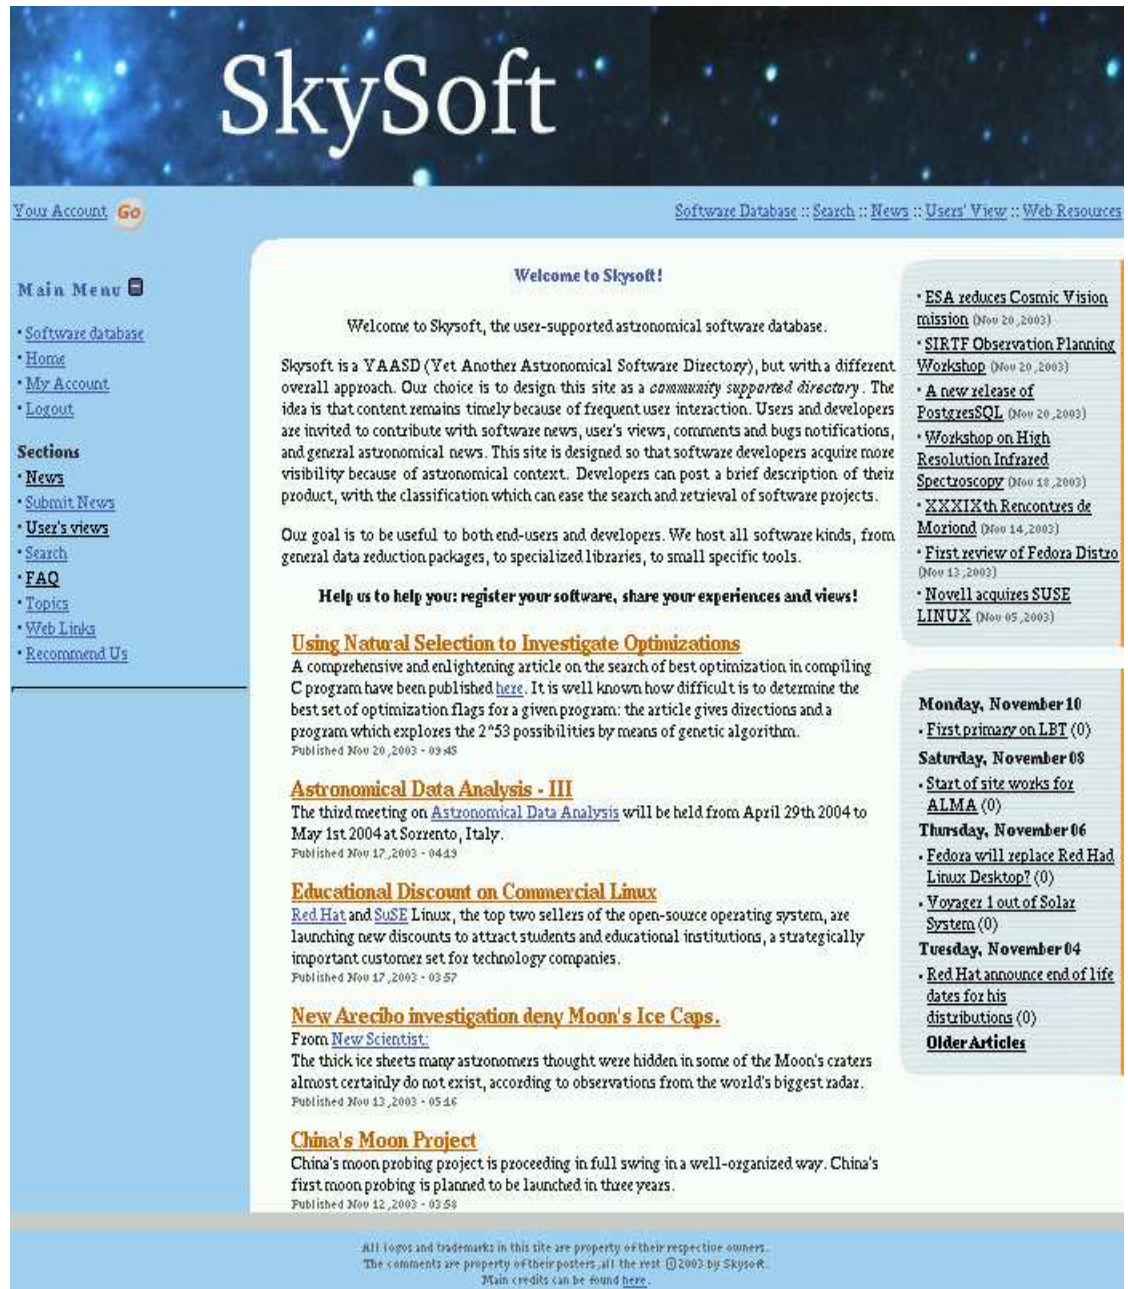 SkySoft
Your Account Go
Software Database :: Search :: News :: Users' View :: Web Resources
Main Menu
· Software database
· Home
· My Account
· Logout
Sections
· News
· Submit News
· User's views
· Search
· FAQ
· Topics
· Web Links
· Recommend Us
Welcome to Skysoft!
Welcome to Skysoft, the user-supported astronomical software database.
Skysoft is a YAASD (Yet Another Astronomical Software Directory), but with a different
overall approach. Our choice is to design this site as a community supported directory. The
idea is that content remains timely because of frequent user interaction. Users and developers
are invited to contribute with software news, user's views, comments and bugs notifications,
and general astronomical news. This site is designed so that software developers acquire more
visibility because of astronomical context. Developers can post a brief description of their
product, with the classification which can ease the search and retrieval of software projects.
Our goal is to be useful to both end-users and developers. We host all software kinds, from
general data reduction packages, to specialized libraries, to small specific tools.
Help us to help you: register your software, share your experiences and views!
Using Natural Selection to Investigate Optimizations
A comprehensive and enlightening article on the search of best optimization in compiling
C program have been published here. It is well known how difficult is to determine the
best set of optimization flags for a given program: the article gives directions and a
program which explores the 2^53 possibilities by means of genetic algorithm.
Published Nov 20,2003 - 09:45
Astronomical Data Analysis - III
The third meeting on Astronomical Data Analysis will be held from April 29th 2004 to
May 1st 2004 at Sorrento, Italy.
Published Nov 17,2003 - 04:19
Educational Discount on Commercial Linux
Red Hat and SuSE Linux, the top two sellers of the open-source operating system, are
launching new discounts to attract students and educational institutions, a strategically
important customer set for technology companies.
Published Nov 17,2003 - 03:57
New Arecibo investigation deny Moon's Ice Caps.
From New Scientist:
The thick ice sheets many astronomers thought were hidden in some of the Moon's craters
almost certainly do not exist, according to observations from the world's biggest radar.
Published Nov 13,2003 - 05:16
China's Moon Project
China's moon probing project is proceeding in full swing in a well-organized way. China's
first moon probing is planned to be launched in three years.
Published Nov 12,2003 - 03:58
· ESA reduces Cosmic Vision
mission (Nov 20,2003)
· SIRTF Observation Planning
Workshop (Nov 20,2003)
· A new release of
PostgresSQL (Nov 20,2003)
· Workshop on High
Resolution Infrared
Spectroscopy (Nov 18,2003)
· XXXIXth Rencontres de
Moriond (Nov 14,2003)
· First review of Fedora Distro
(Nov 13,2003)
· Novell acquizes SUSE
LINUX (Nov 05,2003)
Monday, November 10
· First primary on LBT (0)
Saturday, November 08
· Start of site works for
ALMA (0)
Thursday, November 06
· Fedora will replace Red Had
Linux Desktop? (0)
· Voyager 1 out of Solar
System (0)
Tuesday, November 04
· Red Hat announce end of life
dates for his
distributions (0)
Older Articles
All logos and trademarks in this site are property of their respective owners.
The comments are property of their posters, all the rest © 2003 by Skysoft.
Main credits can be found here.